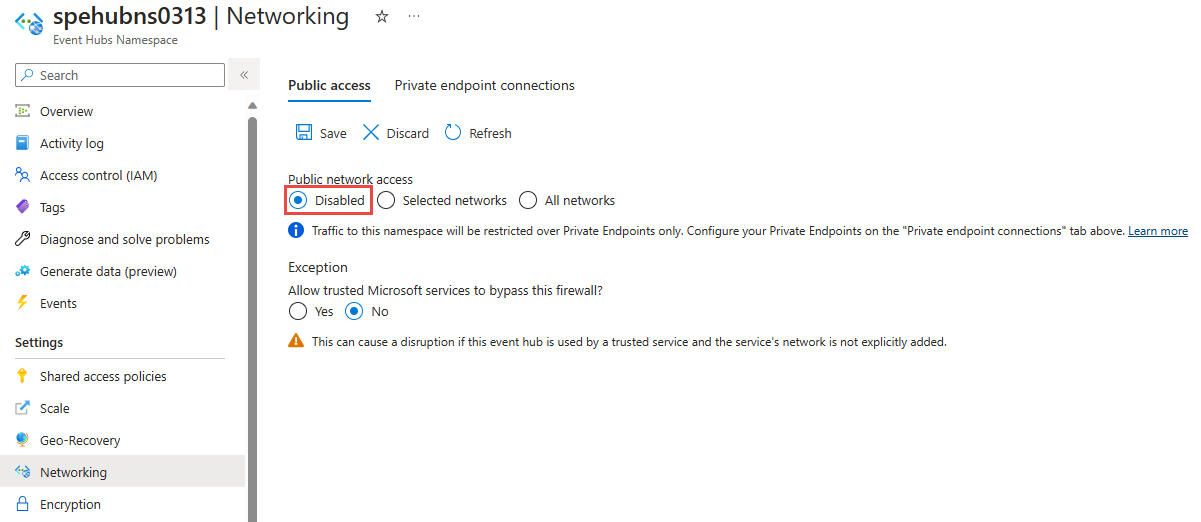 spehubns0313 | Networking
Event Hubs Namespace
Search
Overview
Activity log
Access control (IAM)
Tags
Diagnose and solve problems
Generate data (preview)
Events
Settings
Shared access policies
Scale
Geo-Recovery
Networking
Encryption
Public access Private endpoint connections
Save Discard Refresh
Public network access
Disabled Selected networks All networks
Traffic to this namespace will be restricted over Private Endpoints only. Configure your Private Endpoints on the "Private endpoint connections" tab above. Learn more
Exception
Allow trusted Microsoft services to bypass this firewall?
Yes No
This can cause a disruption if this event hub is used by a trusted service and the service's network is not explicitly added.